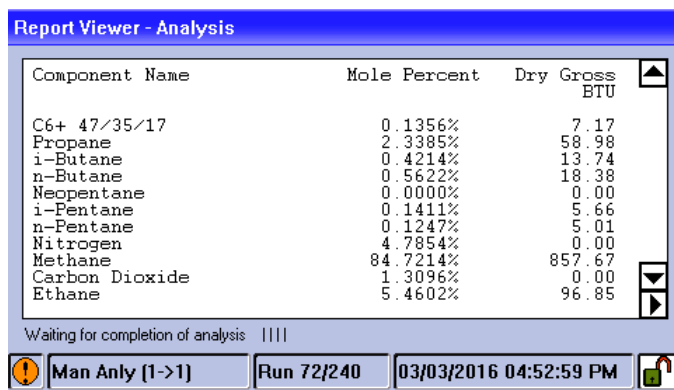 Report Viewer - Analysis
Component Name Mole Percent Dry Gross
BTU
C6+ 47/35/17 0.1356% 7.17
Propane 2.3385% 58.98
i-Butane 0.4214% 13.74
n-Butane 0.5622% 18.38
Neopentane 0.0000% 0.00
i-Pentane 0.1411% 5.66
n-Pentane 0.1247% 5.01
Nitrogen 4.7854% 0.00
Methane 84.7214% 857.67
Carbon Dioxide 1.3096% 0.00
Ethane 5.4602% 96.85
Waiting for completion of analysis ||||
Man Anly (1->1) Run 72/240 03/03/2016 04:52:59 PM